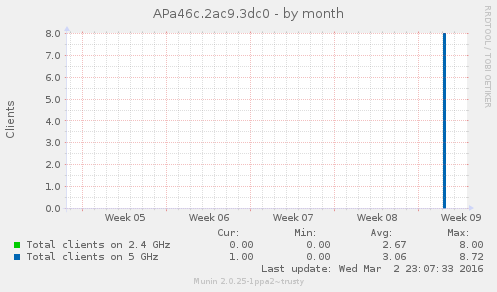 APa46c.2ac9.3dc0 - by month
RRDTOOL / TOBI OETIKER
Clients
8.0
7.0
6.0
5.0
4.0
3.0
2.0
1.0
0.0
Week 05 Week 06 Week 07 Week 08 Week 09
Cur: Min: Avg: Max:
Total clients on 2.4 GHz 0.00 0.00 2.67 8.00
Total clients on 5 GHz 1.00 0.00 3.06 8.72
Last update: Wed Mar 2 23:07:33 2016
Munin 2.0.25-1ppa2~trusty